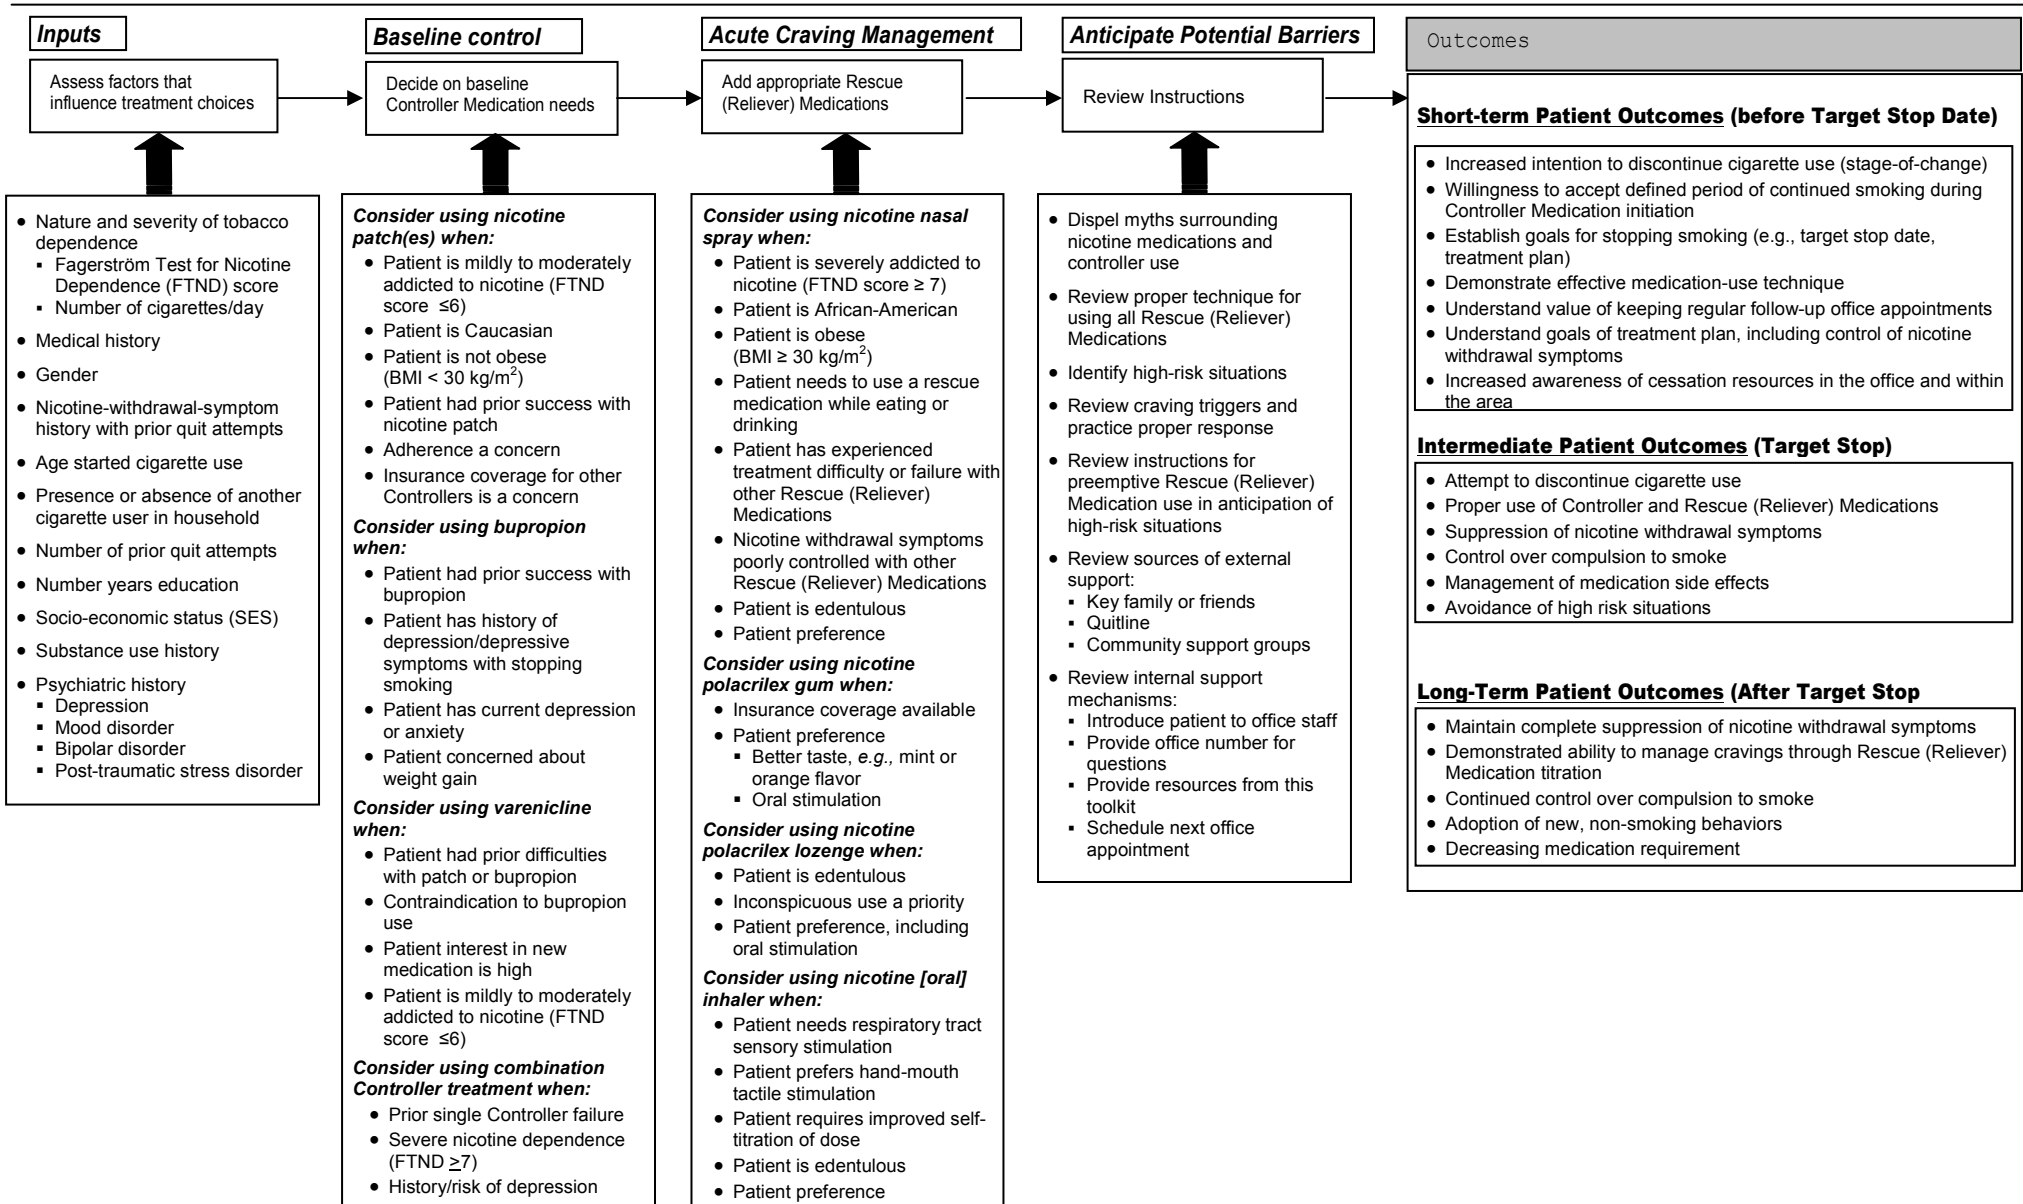 Inputs
Assess factors that
influence treatment choices
• Nature and severity of tobacco
dependence
▪ Fagerström Test for Nicotine
Dependence (FTND) score
▪ Number of cigarettes/day
• Medical history
• Gender
• Nicotine-withdrawal-symptom
history with prior quit attempts
• Age started cigarette use
• Presence or absence of another
cigarette user in household
• Number of prior quit attempts
• Number years education
• Socio-economic status (SES)
• Substance use history
• Psychiatric history
▪ Depression
▪ Mood disorder
▪ Bipolar disorder
▪ Post-traumatic stress disorder
Baseline control
Decide on baseline
Controller Medication needs
Consider using nicotine
patch(es) when:
• Patient is mildly to moderately
addicted to nicotine (FTND
score ≤6)
• Patient is Caucasian
• Patient is not obese
(BMI < 30 kg/m²)
• Patient had prior success with
nicotine patch
• Adherence a concern
• Insurance coverage for other
Controllers is a concern
Consider using bupropion
when:
• Patient had prior success with
bupropion
• Patient has history of
depression/depressive
symptoms with stopping
smoking
• Patient has current depression
or anxiety
• Patient concerned about
weight gain
Consider using varenicline
when:
• Patient had prior difficulties
with patch or bupropion
• Contraindication to bupropion
use
• Patient interest in new
medication is high
• Patient is mildly to moderately
addicted to nicotine (FTND
score ≤6)
Consider using combination
Controller treatment when:
• Prior single Controller failure
• Severe nicotine dependence
(FTND ≥7)
• History/risk of depression
Acute Craving Management
Add appropriate Rescue
(Reliever) Medications
Consider using nicotine nasal
spray when:
• Patient is severely addicted to
nicotine (FTND score ≥ 7)
• Patient is African-American
• Patient is obese
(BMI ≥ 30 kg/m²)
• Patient needs to use a rescue
medication while eating or
drinking
• Patient has experienced
treatment difficulty or failure with
other Rescue (Reliever)
Medications
• Nicotine withdrawal symptoms
poorly controlled with other
Rescue (Reliever) Medications
• Patient is edentulous
• Patient preference
Consider using nicotine
polacrilex gum when:
• Insurance coverage available
• Patient preference
▪ Better taste, e.g., mint or
orange flavor
▪ Oral stimulation
Consider using nicotine
polacrilex lozenge when:
• Patient is edentulous
• Inconspicuous use a priority
• Patient preference, including
oral stimulation
Consider using nicotine [oral]
inhaler when:
• Patient needs respiratory tract
sensory stimulation
• Patient prefers hand-mouth
tactile stimulation
• Patient requires improved self-
titration of dose
• Patient is edentulous
• Patient preference
Anticipate Potential Barriers
Review Instructions
• Dispel myths surrounding
nicotine medications and
controller use
• Review proper technique for
using all Rescue (Reliever)
Medications
• Identify high-risk situations
• Review craving triggers and
practice proper response
• Review instructions for
preemptive Rescue (Reliever)
Medication use in anticipation of
high-risk situations
• Review sources of external
support:
▪ Key family or friends
▪ Quitline
▪ Community support groups
• Review internal support
mechanisms:
▪ Introduce patient to office staff
▪ Provide office number for
questions
▪ Provide resources from this
toolkit
▪ Schedule next office
appointment
Outcomes
Short-term Patient Outcomes (before Target Stop Date)
• Increased intention to discontinue cigarette use (stage-of-change)
• Willingness to accept defined period of continued smoking during
Controller Medication initiation
• Establish goals for stopping smoking (e.g., target stop date,
treatment plan)
• Demonstrate effective medication-use technique
• Understand value of keeping regular follow-up office appointments
• Understand goals of treatment plan, including control of nicotine
withdrawal symptoms
• Increased awareness of cessation resources in the office and within
the area
Intermediate Patient Outcomes (Target Stop)
• Attempt to discontinue cigarette use
• Proper use of Controller and Rescue (Reliever) Medications
• Suppression of nicotine withdrawal symptoms
• Control over compulsion to smoke
• Management of medication side effects
• Avoidance of high risk situations
Long-Term Patient Outcomes (After Target Stop
• Maintain complete suppression of nicotine withdrawal symptoms
• Demonstrated ability to manage cravings through Rescue (Reliever)
Medication titration
• Continued control over compulsion to smoke
• Adoption of new, non-smoking behaviors
• Decreasing medication requirement